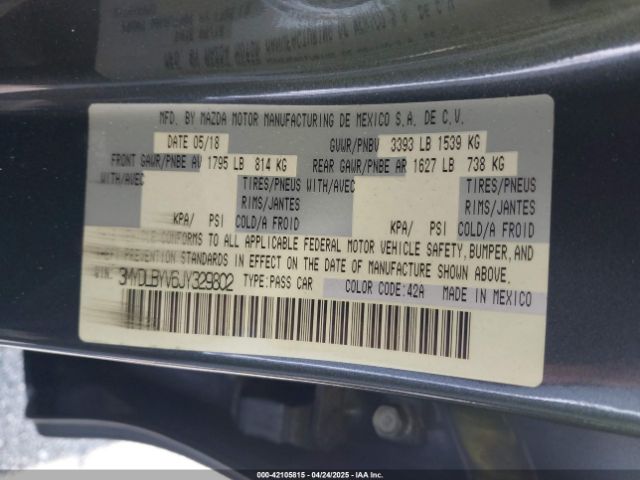 MFD. BY MAZDA MOTOR MANUFACTURING DE MEXICO S.A. DE C.V.
DATE 05/18 GVWR/PNBV 3393 LB 1539 KG
FRONT GAWR/PNBE AV 1795 LB 814 KG REAR GAWR/PNBE AR 1627 LB 738 KG
WITH/AVEC TIRES/PNEUS WITH/AVEC TIRES/PNEUS
RIMS/JANTES RIMS/JANTES
KPA/ PSI COLD/A FROID KPA/ PSI COLD/A FROID
VEHICLE CONFORMS TO ALL APPLICABLE FEDERAL MOTOR VEHICLE SAFETY, BUMPER, AND
THEFT PREVENTION STANDARDS IN EFFECT ON THE DATE OF MANUFACTURE SHOWN ABOVE.
VIN: 3MYDLBYV6JY329802 TYPE:PASS CAR COLOR CODE:42A MADE IN MEXICO
000-42105815 - 04/24/2025 - Copyright IAA, Inc.